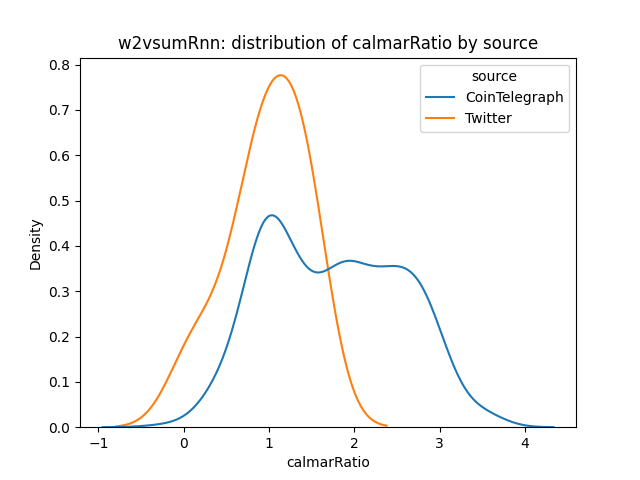 w2vsumRnn: distribution of calmarRatio by source
source
CoinTelegraph
Twitter
Density
0.8
0.7
0.6
0.5
0.4
0.3
0.2
0.1
0.0
−1
0
1
2
3
4
calmarRatio